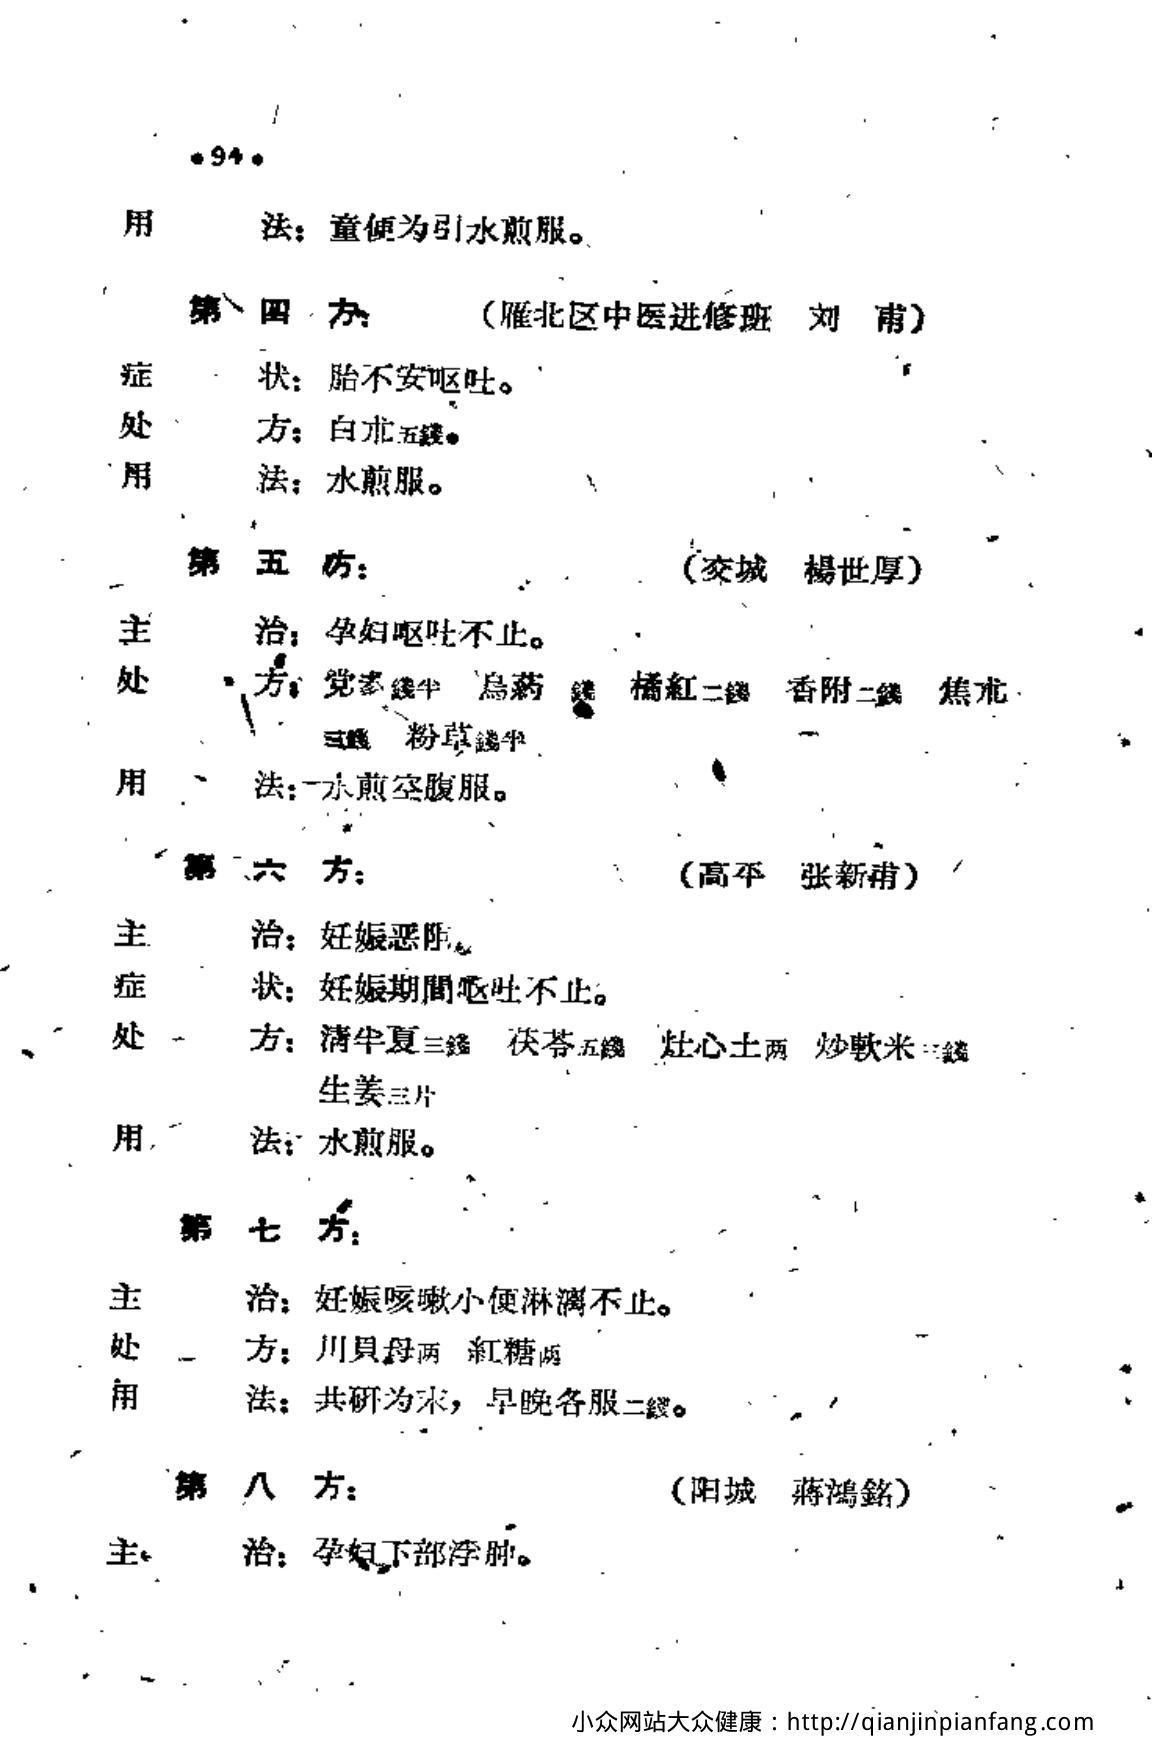 •94•
用 法：童便为引水煎服。
第 四 方：（雁北区中医进修班 刘 甫）
症 状：胎不安呕吐。
处 方：白朮五錢。
用 法：水煎服。
第 五 方：（交城 楊世厚）
主 治：孕妇呕吐不止。
处 方：党参錢半 烏葯 錢 橘紅二錢 香附二錢 焦朮
三錢 粉草錢半
用 法：水煎空腹服。
第 六 方：（高平 张新甫）
主 治：妊娠恶阻。
症 状：妊娠期間呕吐不止。
处 方：清半夏三錢 茯苓五錢 灶心土两 炒軟米三錢
生姜三片
用 法：水煎服。
第 七 方：
主 治：妊娠咳嗽小便淋漓不止。
处 方：川貝母两 紅糖两
用 法：共研为末，早晚各服二錢。
第 八 方：（阳城 蔣鴻銘）
主 治：孕妇下部浮肿。
小众网站大众健康：http://qianjinpianfang.com